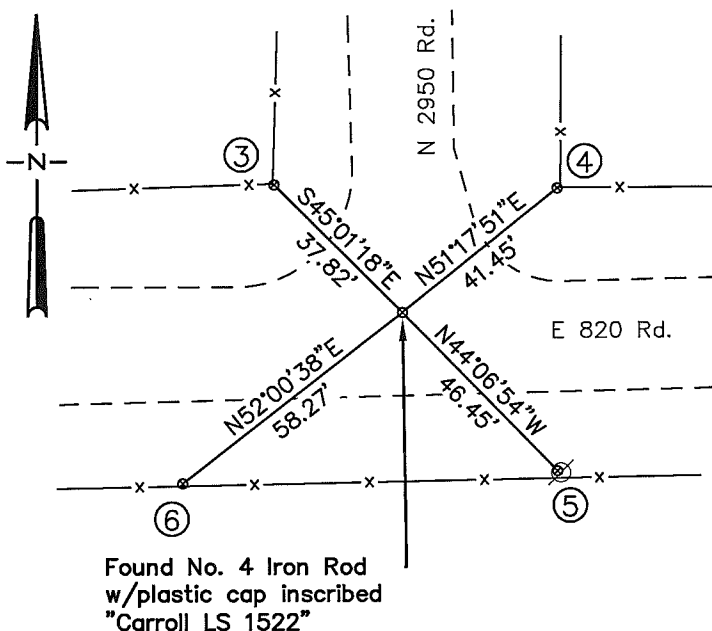 N 2950 Rd.
N
3
4
S45°01'18"E
37.82'
N51°17'51"E
41.45'
E 820 Rd.
N52°00'38"E
58.27'
N44°06'54"W
46.45'
6
5
Found No. 4 Iron Rod
w/plastic cap inscribed
"Carroll LS 1522"